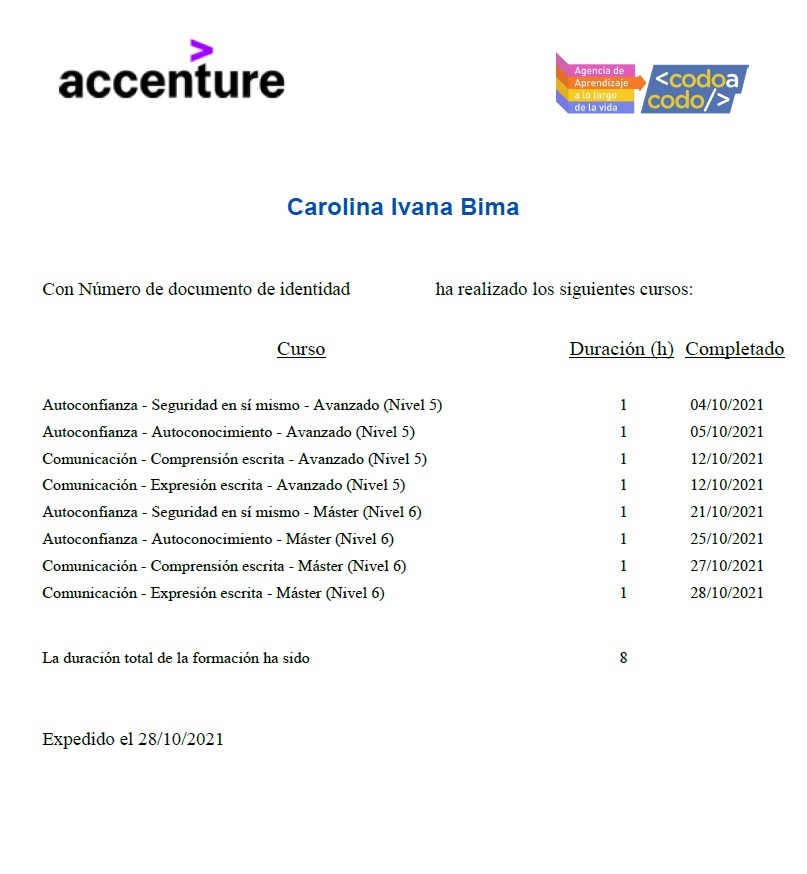 accenture
Agencia de
Aprendizaje
a lo largo
de la vida
<codoa
codo/>
Carolina Ivana Bima
Con Número de documento de identidad ha realizado los siguientes cursos:
Curso Duración (h) Completado
Autoconfianza - Seguridad en sí mismo - Avanzado (Nivel 5) 1 04/10/2021
Autoconfianza - Autoconocimiento - Avanzado (Nivel 5) 1 05/10/2021
Comunicación - Comprensión escrita - Avanzado (Nivel 5) 1 12/10/2021
Comunicación - Expresión escrita - Avanzado (Nivel 5) 1 12/10/2021
Autoconfianza - Seguridad en sí mismo - Máster (Nivel 6) 1 21/10/2021
Autoconfianza - Autoconocimiento - Máster (Nivel 6) 1 25/10/2021
Comunicación - Comprensión escrita - Máster (Nivel 6) 1 27/10/2021
Comunicación - Expresión escrita - Máster (Nivel 6) 1 28/10/2021
La duración total de la formación ha sido 8
Expedido el 28/10/2021